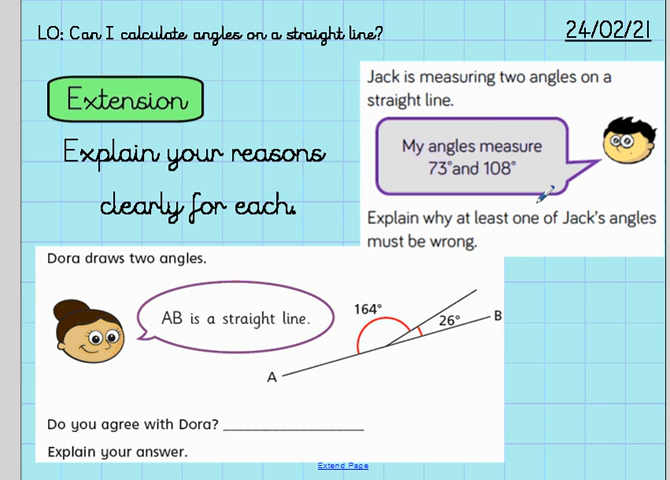 LO: Can I calculate angles on a straight line?
24/02/21
Extension
Explain your reasons
clearly for each.
Jack is measuring two angles on a
straight line.
My angles measure
73°and 108°
Explain why at least one of Jack's angles
must be wrong.
Dora draws two angles.
AB is a straight line.
164°
26°
B
A
Do you agree with Dora? ____________________
Explain your answer.
Extend Page